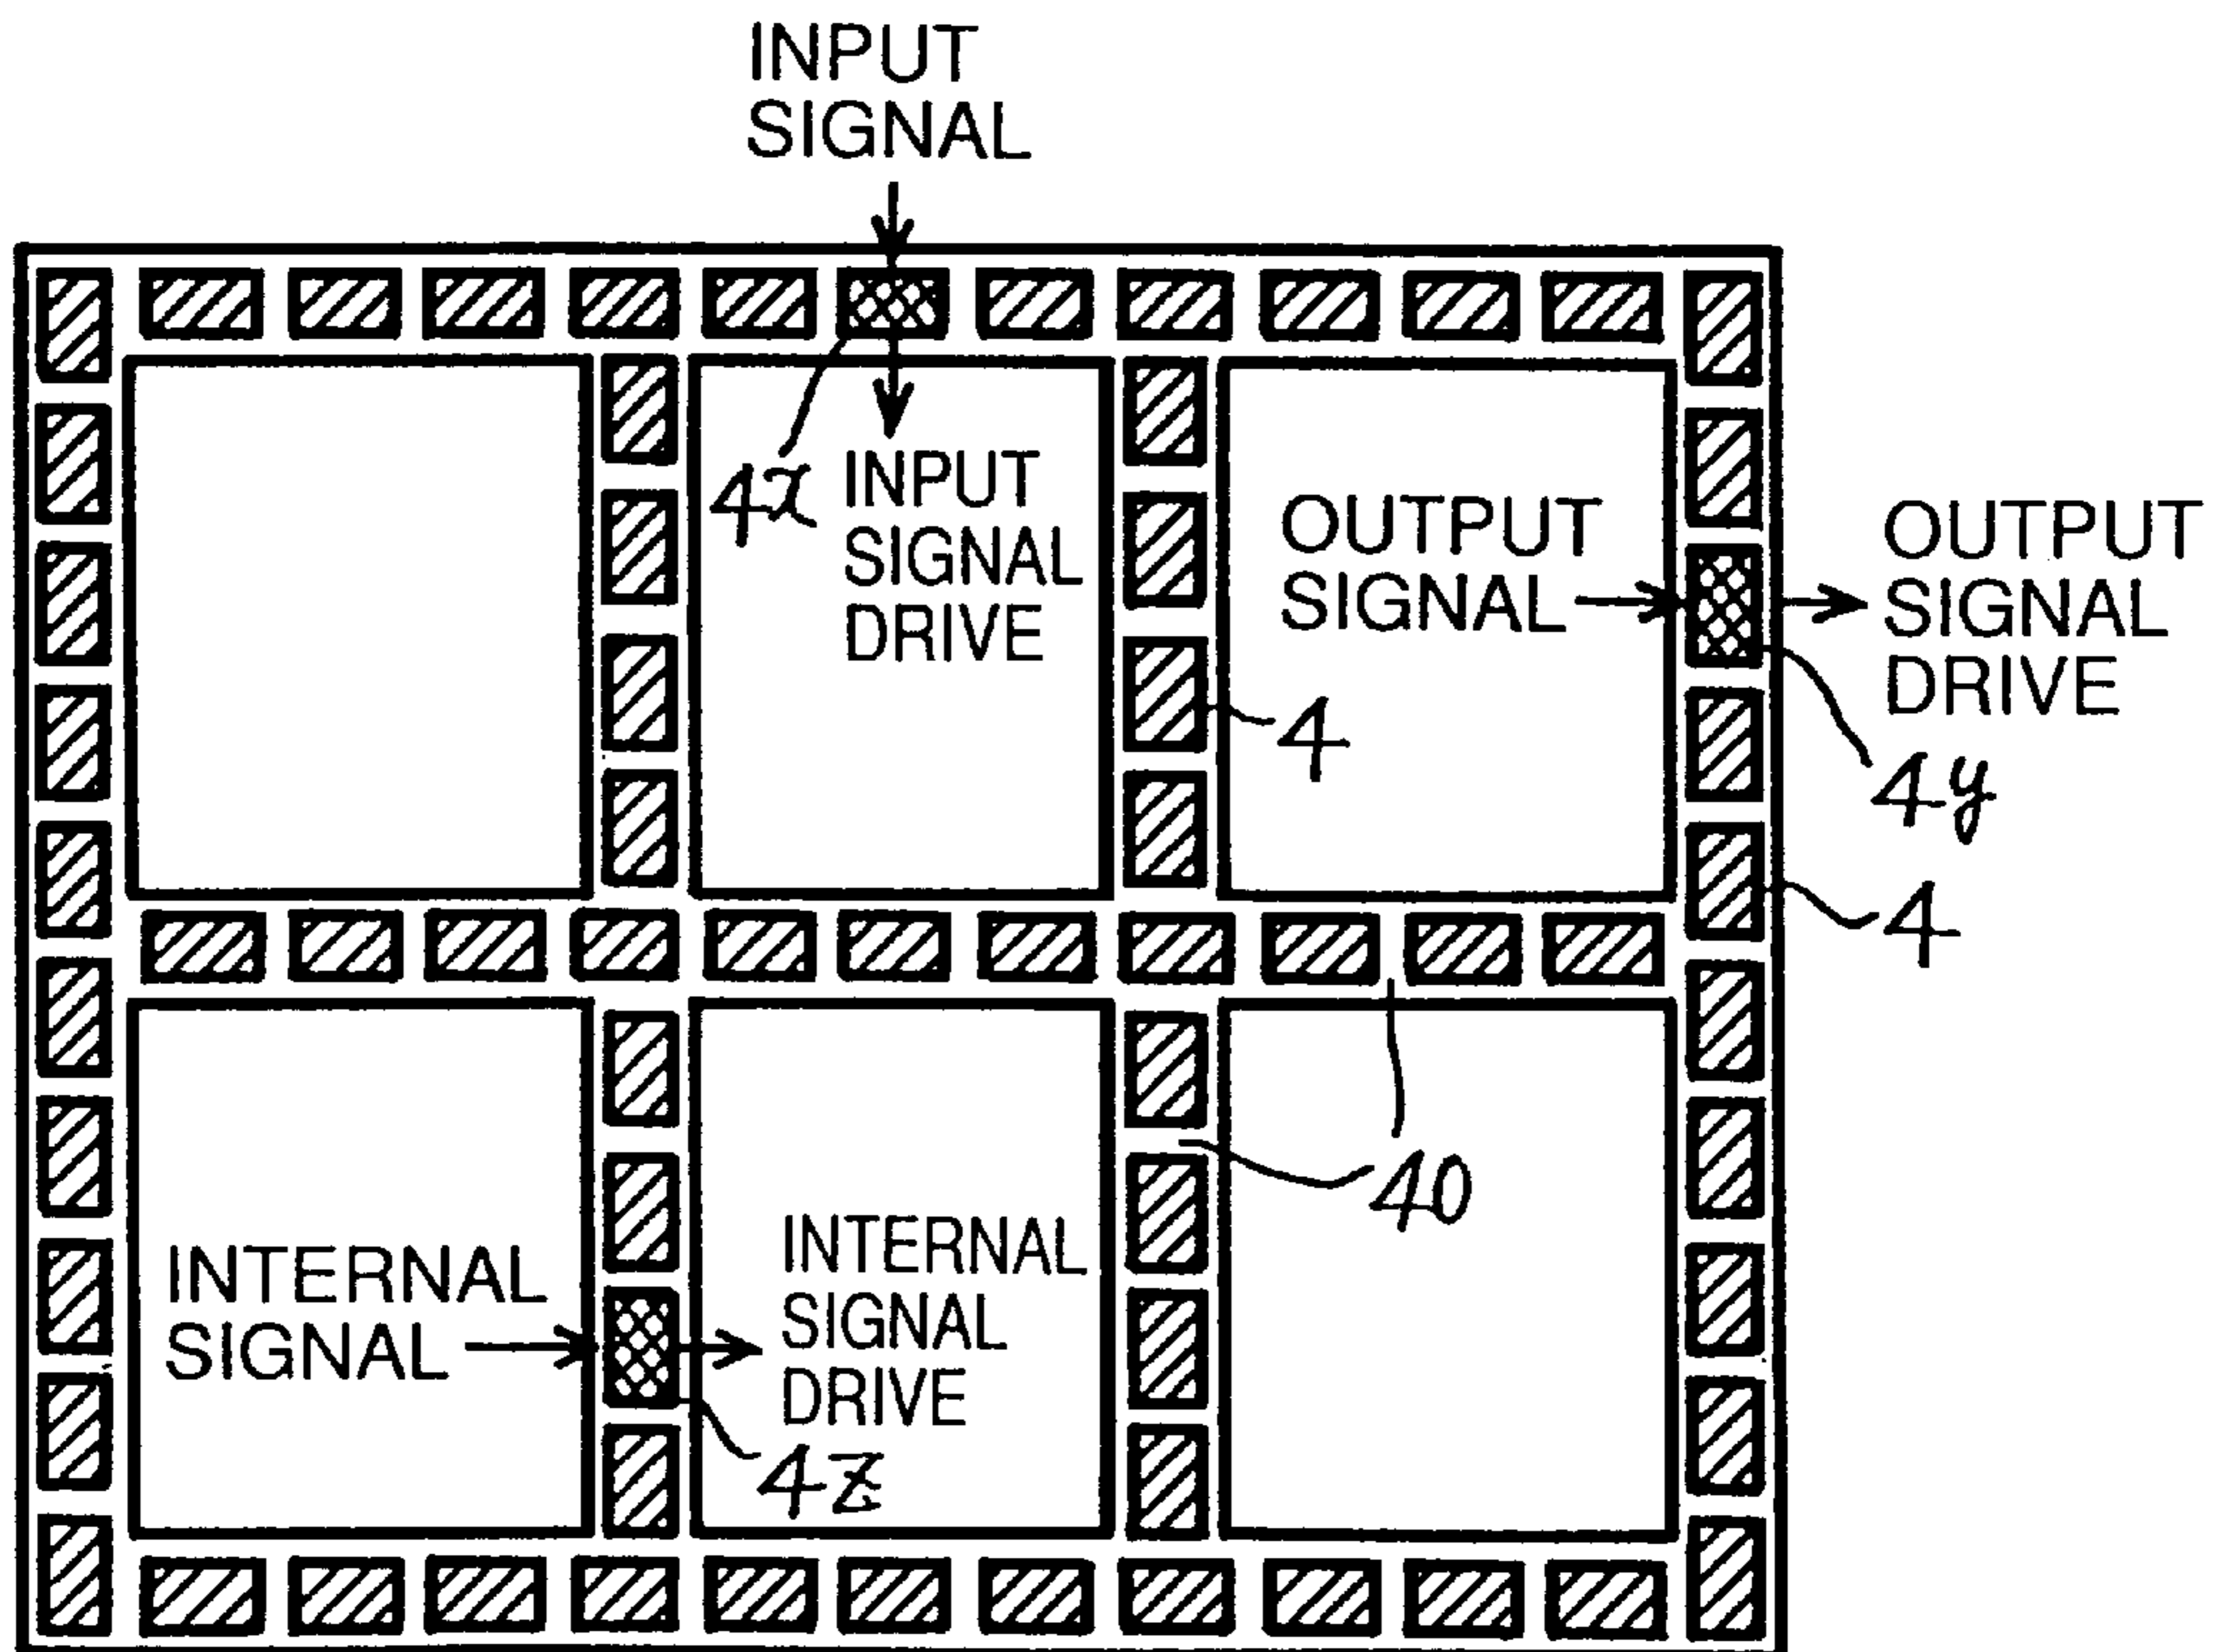 INPUT
SIGNAL
4x
INPUT
SIGNAL
DRIVE
OUTPUT
SIGNAL
OUTPUT
SIGNAL
DRIVE
4
4y
4
40
INTERNAL
SIGNAL
INTERNAL
SIGNAL
DRIVE
4z